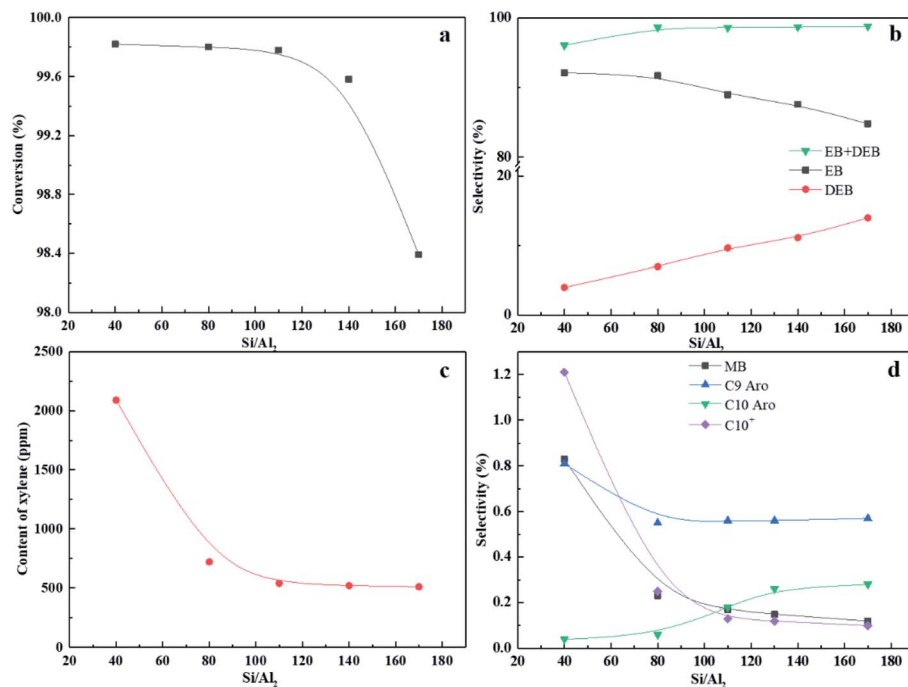 a
100.0
99.6
99.2
98.8
98.4
98.0
Conversion (%)
20 40 60 80 100 120 140 160 180
Si/Al₂
b
100
80
20
0
Selectivity (%)
EB+DEB
EB
DEB
20 40 60 80 100 120 140 160 180
Si/Al₂
c
2500
2000
1500
1000
500
0
Content of xylene (ppm)
20 40 60 80 100 120 140 160 180
Si/Al₂
d
MB
C9 Aro
C10 Aro
C10⁺
1.2
1.0
0.8
0.6
0.4
0.2
0.0
Selectivity (%)
20 40 60 80 100 120 140 160 180
Si/Al₂